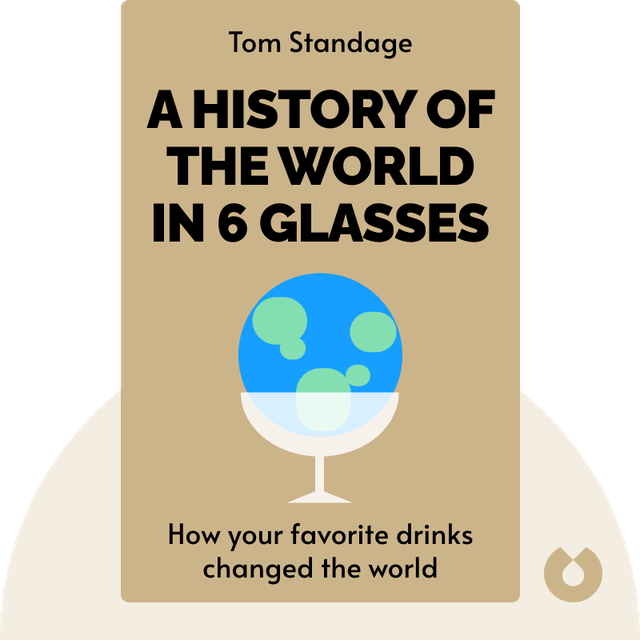 Tom Standage
A HISTORY OF
THE WORLD
IN 6 GLASSES
How your favorite drinks
changed the world